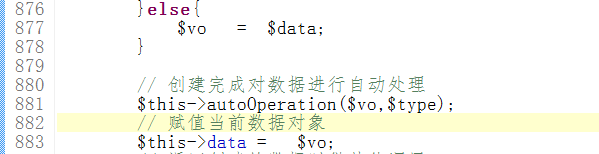 876 }else{
877 $vo = $data;
878 }
879
880 // 创建完成对数据进行自动处理
881 $this->autoOperation($vo,$type);
882 // 赋值当前数据对象
883 $this->data = $vo;